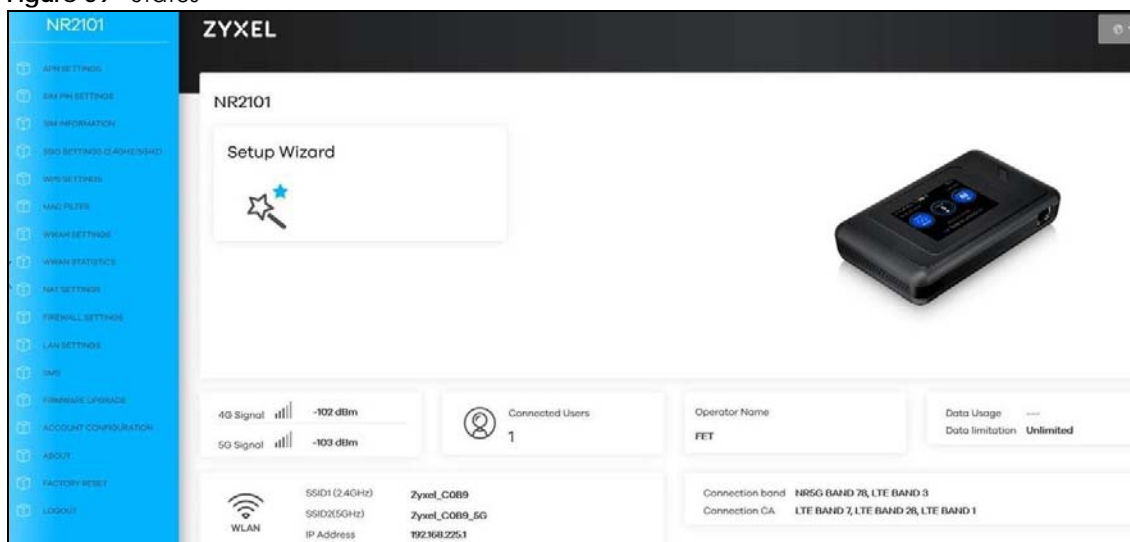 NR2101
ZYXEL
APN SETTINGS
SIM PIN SETTINGS
SIM INFORMATION
SSID SETTINGS (2.4GHZ/5GHZ)
WPS SETTINGS
MAC FILTER
WWAN SETTINGS
WWAN STATISTICS
NAT SETTINGS
FIREWALL SETTINGS
LAN SETTINGS
SMS
FIRMWARE UPGRADE
ACCOUNT CONFIGURATION
ABOUT
FACTORY RESET
LOGOUT
NR2101
Setup Wizard
4G Signal -102 dBm
5G Signal -103 dBm
Connected Users
1
Operator Name
FET
Data Usage ---
Data limitation Unlimited
WLAN
SSID1 (2.4GHz) Zyxel_C0B9
SSID2(5GHz) Zyxel_C0B9_5G
IP Address 192.168.225.1
Connection band NR5G BAND 78, LTE BAND 3
Connection CA LTE BAND 7, LTE BAND 28, LTE BAND 1